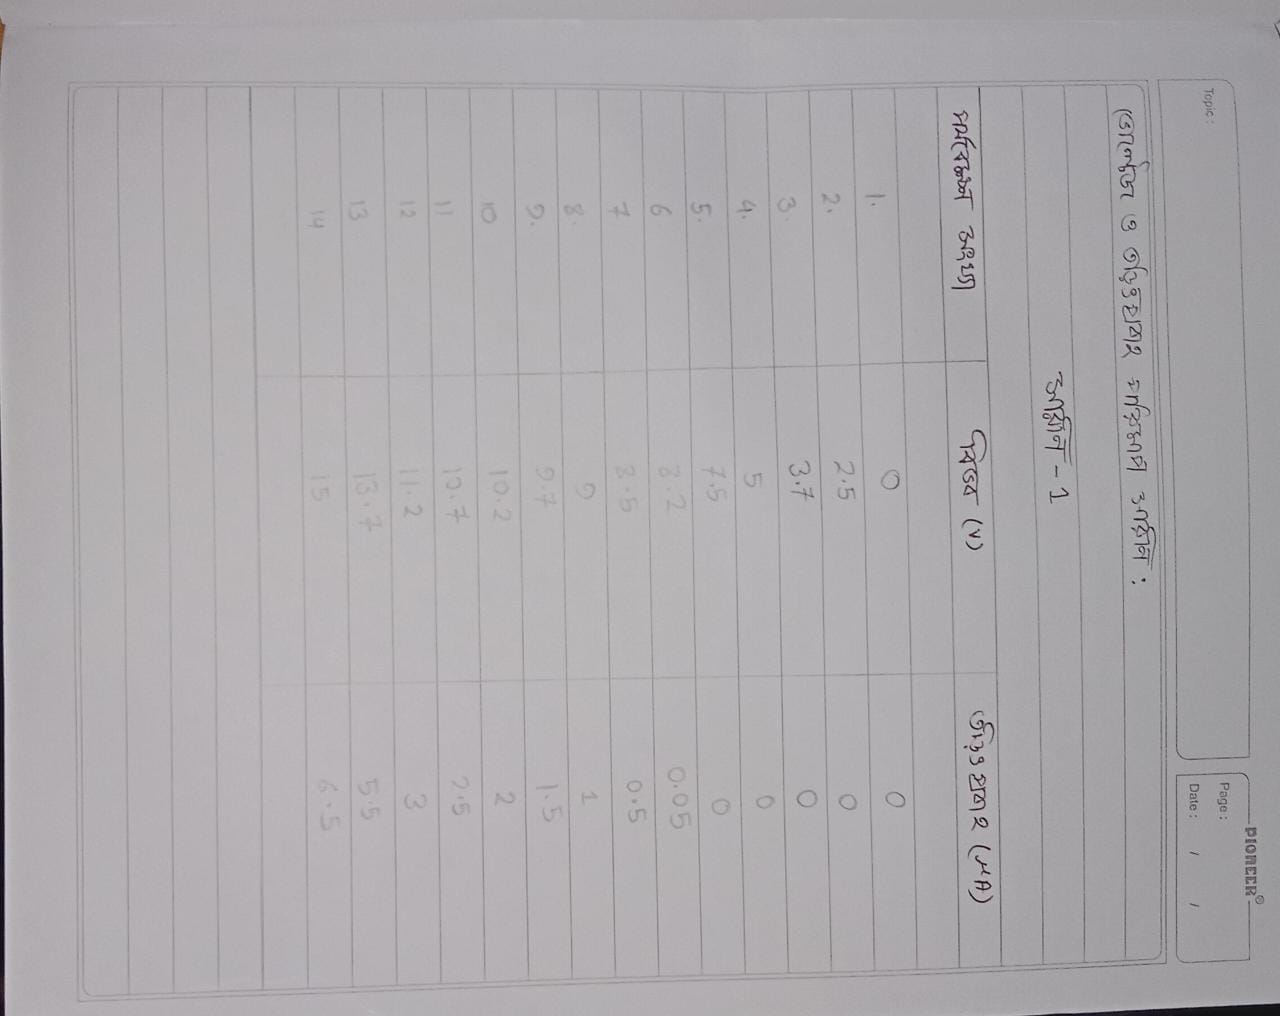 PIONEER®
Topic :
Page :
Date : / /
ভোল্টেজ ও তড়িৎপ্রবাহ পরিমাপ সারনি :
সারনি - 1
পর্যবেক্ষণ সংখ্যা বিভব (V) তড়িৎ প্রবাহ (μA)
1. 0 0
2. 2.5 0
3. 3.7 0
4. 5 0
5. 7.5 0
6 8.2 0.05
7 8.5 0.5
8. 9 1
9. 9.7 1.5
10 10.2 2
11 10.7 2.5
12 11.2 3
13 13.7 5.5
14 15 6.5